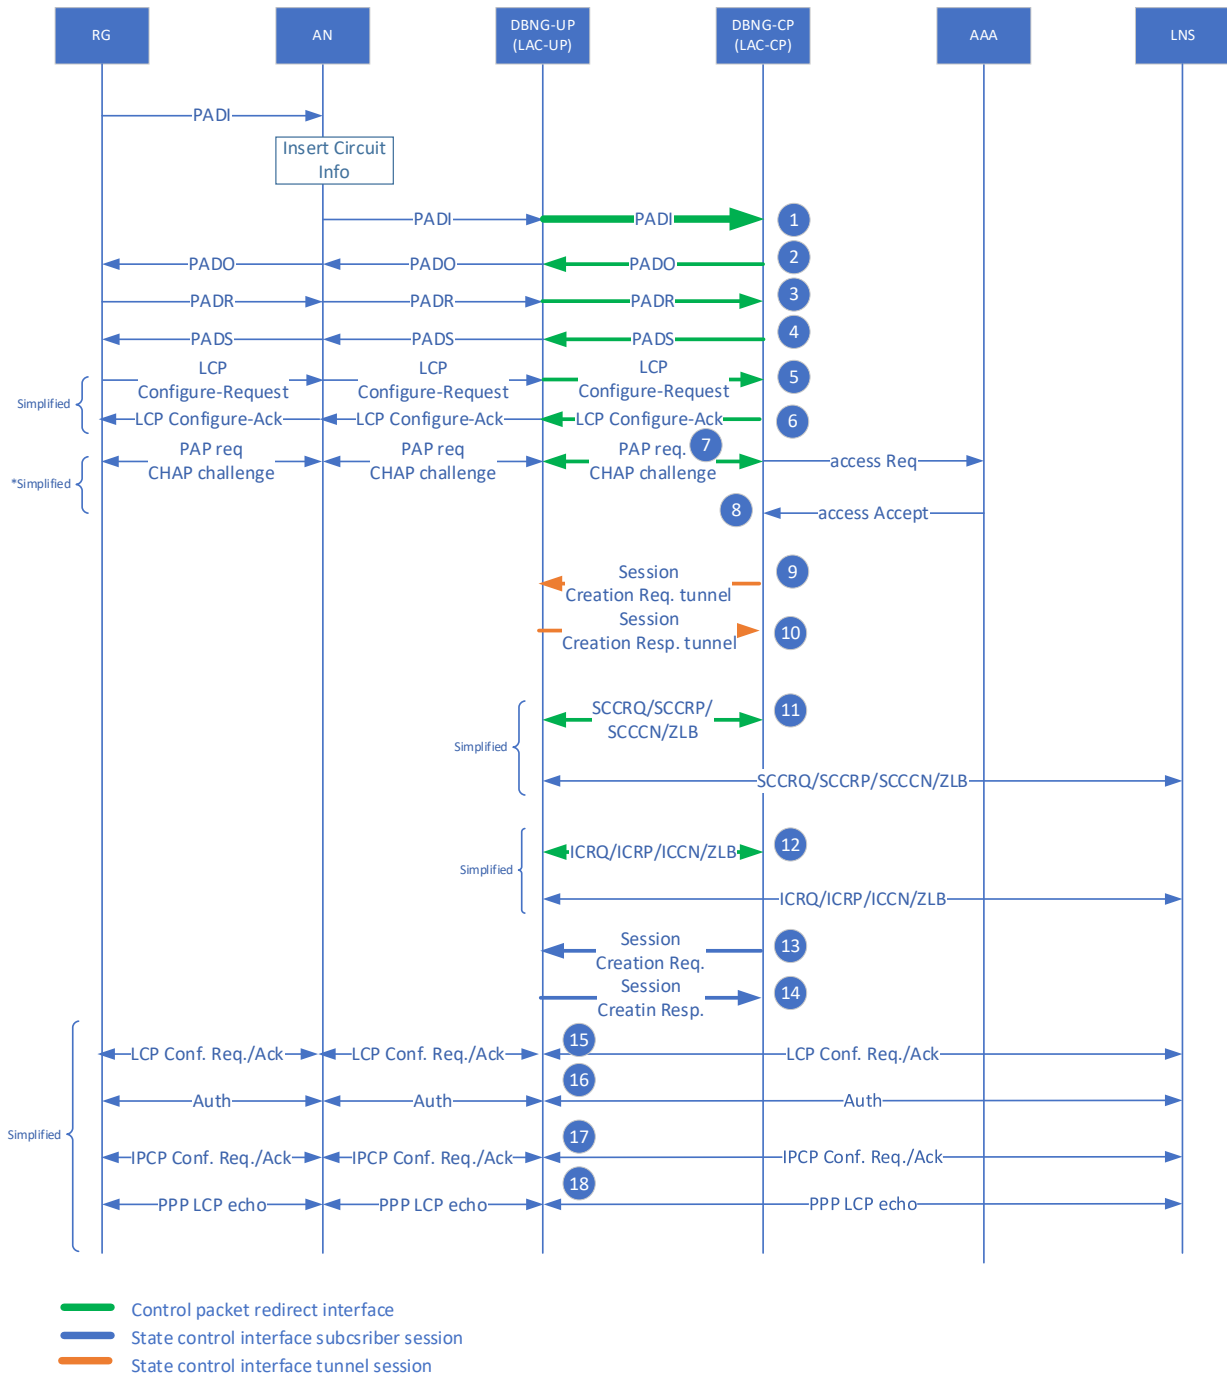 RG
AN
DBNG-UP
(LAC-UP)
DBNG-CP
(LAC-CP)
AAA
LNS
PADI
Insert Circuit
Info
PADI
PADI
1
PADO
PADO
PADO
2
PADR
PADR
PADR
3
PADS
PADS
PADS
4
LCP
Configure-Request
LCP
Configure-Request
LCP
Configure-Request
5
Simplified
LCP Configure-Ack
LCP Configure-Ack
LCP Configure-Ack
6
PAP req
CHAP challenge
PAP req
CHAP challenge
PAP req.
CHAP challenge
7
access Req
*Simplified
8
access Accept
Session
Creation Req. tunnel
9
Session
Creation Resp. tunnel
10
SCCRQ/SCCRP/
SCCCN/ZLB
11
Simplified
SCCRQ/SCCRP/SCCCN/ZLB
ICRQ/ICRP/ICCN/ZLB
12
Simplified
ICRQ/ICRP/ICCN/ZLB
Session
Creation Req.
13
Session
Creatin Resp.
14
15
LCP Conf. Req./Ack
LCP Conf. Req./Ack
LCP Conf. Req./Ack
16
Auth
Auth
Auth
Simplified
17
IPCP Conf. Req./Ack
IPCP Conf. Req./Ack
IPCP Conf. Req./Ack
18
PPP LCP echo
PPP LCP echo
PPP LCP echo
Control packet redirect interface
State control interface subcsriber session
State control interface tunnel session